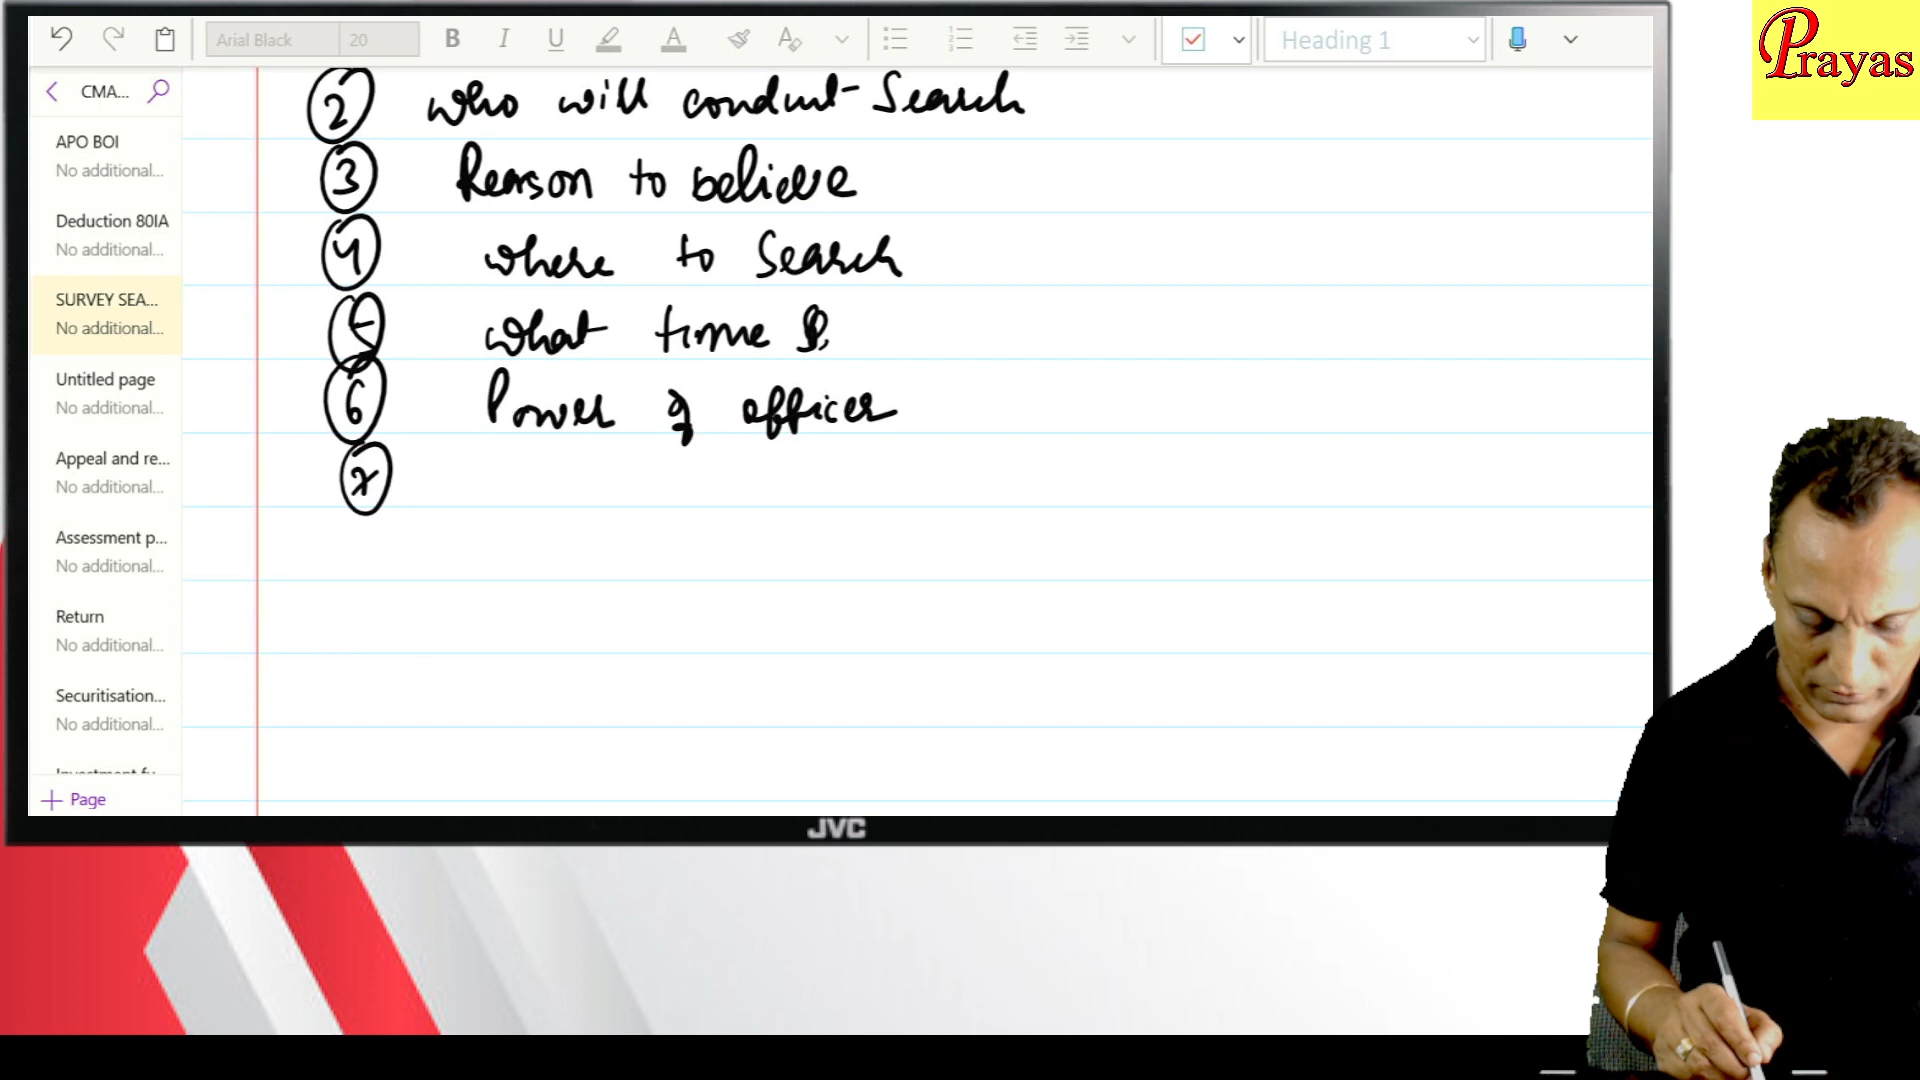 Arial Black 20 B I U A A Heading 1
Prayas
CMA...
APO BOI
No additional...
Deduction 80IA
No additional...
SURVEY SEA...
No additional...
Untitled page
No additional...
Appeal and re...
No additional...
Assessment p...
No additional...
Return
No additional...
Securitisation...
No additional...
Page
2 who will conduct Search
3 Reason to believe
4 where to Search
5 what time
6 Power of officer
7
JVC